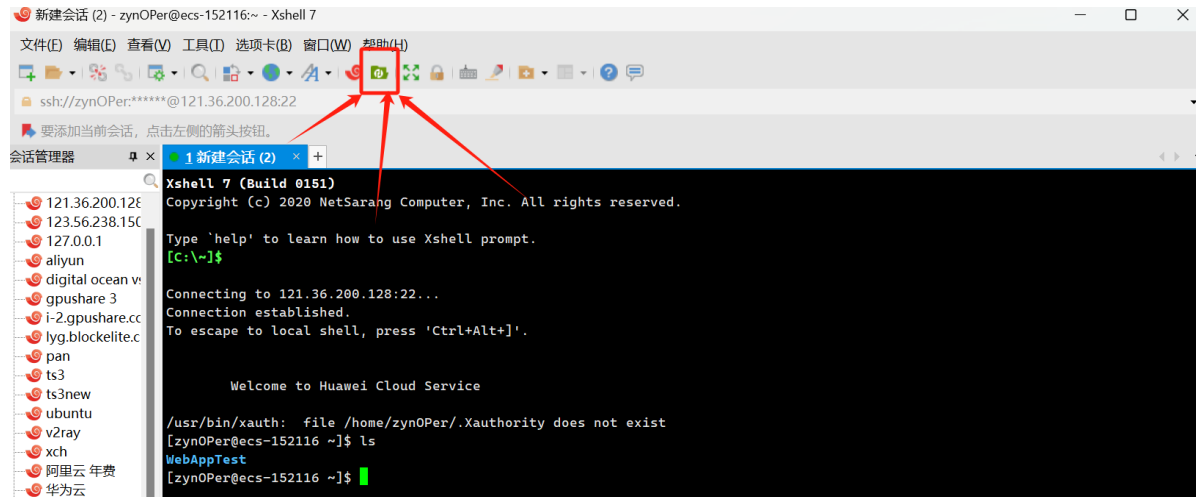 新建会话 (2) - zynOPer@ecs-152116:~ - Xshell 7
文件(F) 编辑(E) 查看(V) 工具(T) 选项卡(B) 窗口(W) 帮助(H)
ssh://zynOPer:******@121.36.200.128:22
要添加当前会话，点击左侧的箭头按钮。
会话管理器
1 新建会话 (2)
121.36.200.128
123.56.238.150
127.0.0.1
aliyun
digital ocean
gpushare 3
i-2.gpushare.cc
lyg.blockelite.c
pan
ts3
ts3new
ubuntu
v2ray
xch
阿里云 年费
华为云
Xshell 7 (Build 0151)
Copyright (c) 2020 NetSarang Computer, Inc. All rights reserved.
Type `help' to learn how to use Xshell prompt.
[C:\~]$
Connecting to 121.36.200.128:22...
Connection established.
To escape to local shell, press 'Ctrl+Alt+]'.
Welcome to Huawei Cloud Service
/usr/bin/xauth:  file /home/zynOPer/.Xauthority does not exist
[zynOPer@ecs-152116 ~]$ ls
WebAppTest
[zynOPer@ecs-152116 ~]$